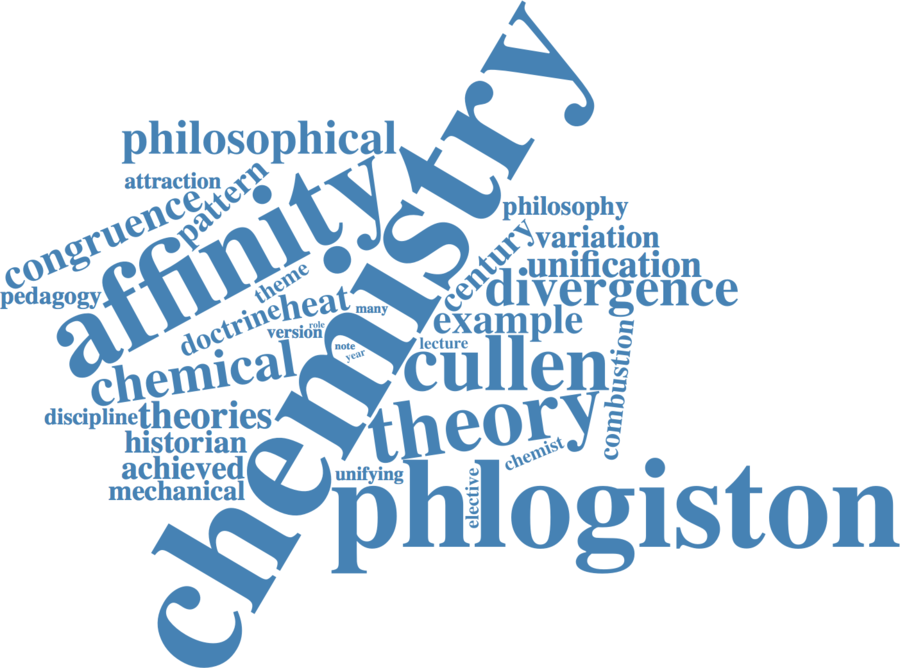 chemistry
philosophical
attraction
pattern
congruence
affinity
pedagogy
theme
heat
many
doctrine
version
role
note
year
chemical
discipline
theories
historian
achieved
mechanical
philosophy
century
variation
unification
divergence
example
lecture
cullen
combustion
theory
chemist
unifying
elective
phlogiston